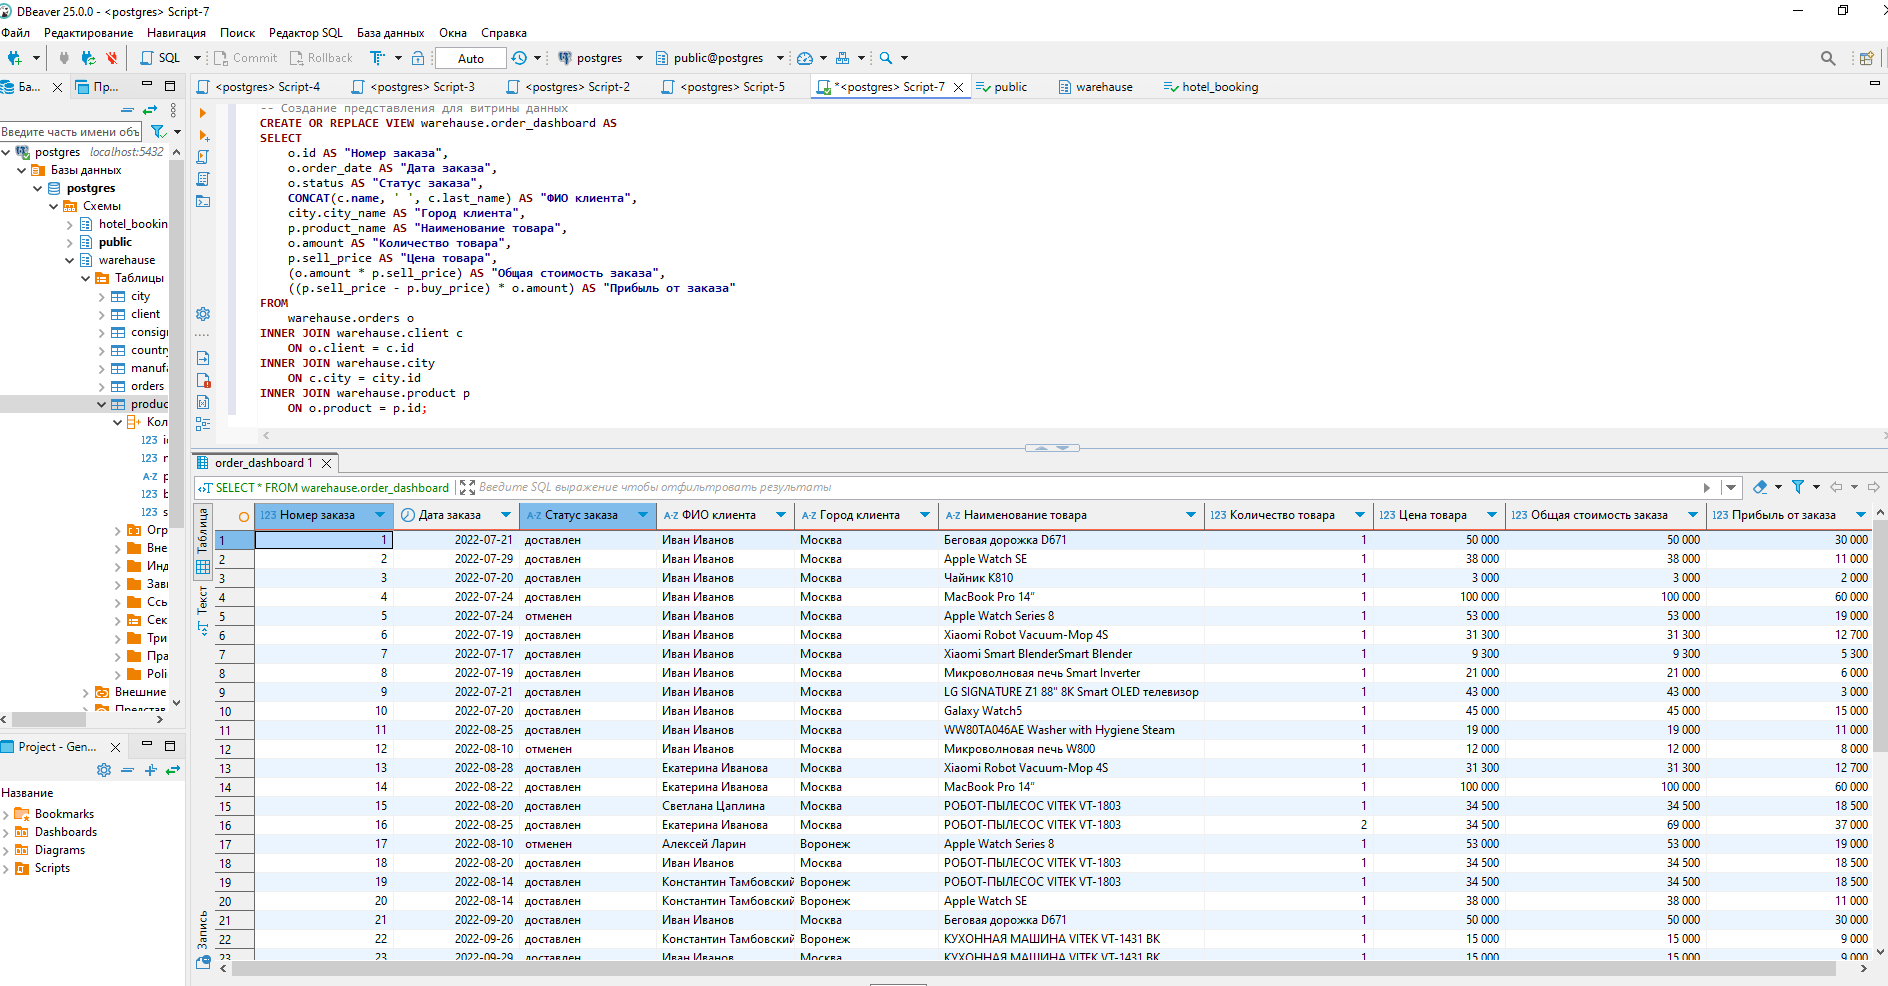 DBeaver 25.0.0 - <postgres> Script-7
Файл Редактирование Навигация Поиск Редактор SQL База данных Окна Справка
SQL Commit Rollback Auto postgres public@postgres
Ба... Пр... <postgres> Script-4 <postgres> Script-3 <postgres> Script-2 <postgres> Script-5 *<postgres> Script-7 public warehause hotel_booking
Введите часть имени объ
postgres localhost:5432
Базы данных
postgres
Схемы
hotel_bookin
public
warehause
Таблицы
city
client
consig
countr
manufa
orders
produc
Кол
123 i
123 r
A-Z p
123 b
123 s
Огр
Вне
Инд
Зав
Ссь
Сек
Три
Пра
Poli
Внешние
Представ
Project - Gen...
Название
Bookmarks
Dashboards
Diagrams
Scripts
-- Создание представления для витрины данных
CREATE OR REPLACE VIEW warehause.order_dashboard AS
SELECT
o.id AS "Номер заказа",
o.order_date AS "Дата заказа",
o.status AS "Статус заказа",
CONCAT(c.name, ' ', c.last_name) AS "ФИО клиента",
city.city_name AS "Город клиента",
p.product_name AS "Наименование товара",
o.amount AS "Количество товара",
p.sell_price AS "Цена товара",
(o.amount * p.sell_price) AS "Общая стоимость заказа",
((p.sell_price - p.buy_price) * o.amount) AS "Прибыль от заказа"
FROM
warehause.orders o
INNER JOIN warehause.client c
ON o.client = c.id
INNER JOIN warehause.city
ON c.city = city.id
INNER JOIN warehause.product p
ON o.product = p.id;
order_dashboard 1
SELECT * FROM warehause.order_dashboard Введите SQL выражение чтобы отфильтровать результаты
Таблица
Текст
Запись
123 Номер заказа Дата заказа A-Z Статус заказа A-Z ФИО клиента A-Z Город клиента A-Z Наименование товара 123 Количество товара 123 Цена товара 123 Общая стоимость заказа 123 Прибыль от заказа
1 1 2022-07-21 доставлен Иван Иванов Москва Беговая дорожка D671 1 50 000 50 000 30 000
2 2 2022-07-29 доставлен Иван Иванов Москва Apple Watch SE 1 38 000 38 000 11 000
3 3 2022-07-20 доставлен Иван Иванов Москва Чайник K810 1 3 000 3 000 2 000
4 4 2022-07-24 доставлен Иван Иванов Москва MacBook Pro 14" 1 100 000 100 000 60 000
5 5 2022-07-24 отменен Иван Иванов Москва Apple Watch Series 8 1 53 000 53 000 19 000
6 6 2022-07-19 доставлен Иван Иванов Москва Xiaomi Robot Vacuum-Mop 4S 1 31 300 31 300 12 700
7 7 2022-07-17 доставлен Иван Иванов Москва Xiaomi Smart BlenderSmart Blender 1 9 300 9 300 5 300
8 8 2022-07-19 доставлен Иван Иванов Москва Микроволновая печь Smart Inverter 1 21 000 21 000 6 000
9 9 2022-07-21 доставлен Иван Иванов Москва LG SIGNATURE Z1 88" 8K Smart OLED телевизор 1 43 000 43 000 3 000
10 10 2022-07-20 доставлен Иван Иванов Москва Galaxy Watch5 1 45 000 45 000 15 000
11 11 2022-08-25 доставлен Иван Иванов Москва WW80TA046AE Washer with Hygiene Steam 1 19 000 19 000 11 000
12 12 2022-08-10 отменен Иван Иванов Москва Микроволновая печь W800 1 12 000 12 000 8 000
13 13 2022-08-28 доставлен Екатерина Иванова Москва Xiaomi Robot Vacuum-Mop 4S 1 31 300 31 300 12 700
14 14 2022-08-22 доставлен Екатерина Иванова Москва MacBook Pro 14" 1 100 000 100 000 60 000
15 15 2022-08-20 доставлен Светлана Цаплина Москва РОБОТ-ПЫЛЕСОС VITEK VT-1803 1 34 500 34 500 18 500
16 16 2022-08-25 доставлен Екатерина Иванова Москва РОБОТ-ПЫЛЕСОС VITEK VT-1803 2 34 500 69 000 37 000
17 17 2022-08-10 отменен Алексей Ларин Воронеж Apple Watch Series 8 1 53 000 53 000 19 000
18 18 2022-08-20 доставлен Иван Иванов Москва РОБОТ-ПЫЛЕСОС VITEK VT-1803 1 34 500 34 500 18 500
19 19 2022-08-14 доставлен Константин Тамбовский Воронеж РОБОТ-ПЫЛЕСОС VITEK VT-1803 1 34 500 34 500 18 500
20 20 2022-08-14 доставлен Константин Тамбовский Воронеж Apple Watch SE 1 38 000 38 000 11 000
21 21 2022-09-20 доставлен Иван Иванов Москва Беговая дорожка D671 1 50 000 50 000 30 000
22 22 2022-09-26 доставлен Константин Тамбовский Воронеж КУХОННАЯ МАШИНА VITEK VT-1431 BK 1 15 000 15 000 9 000
23 23 2022-09-29 доставлен Иван Иванов Москва КУХОННАЯ МАШИНА VITEK VT-1431 BK 1 15 000 15 000 9 000